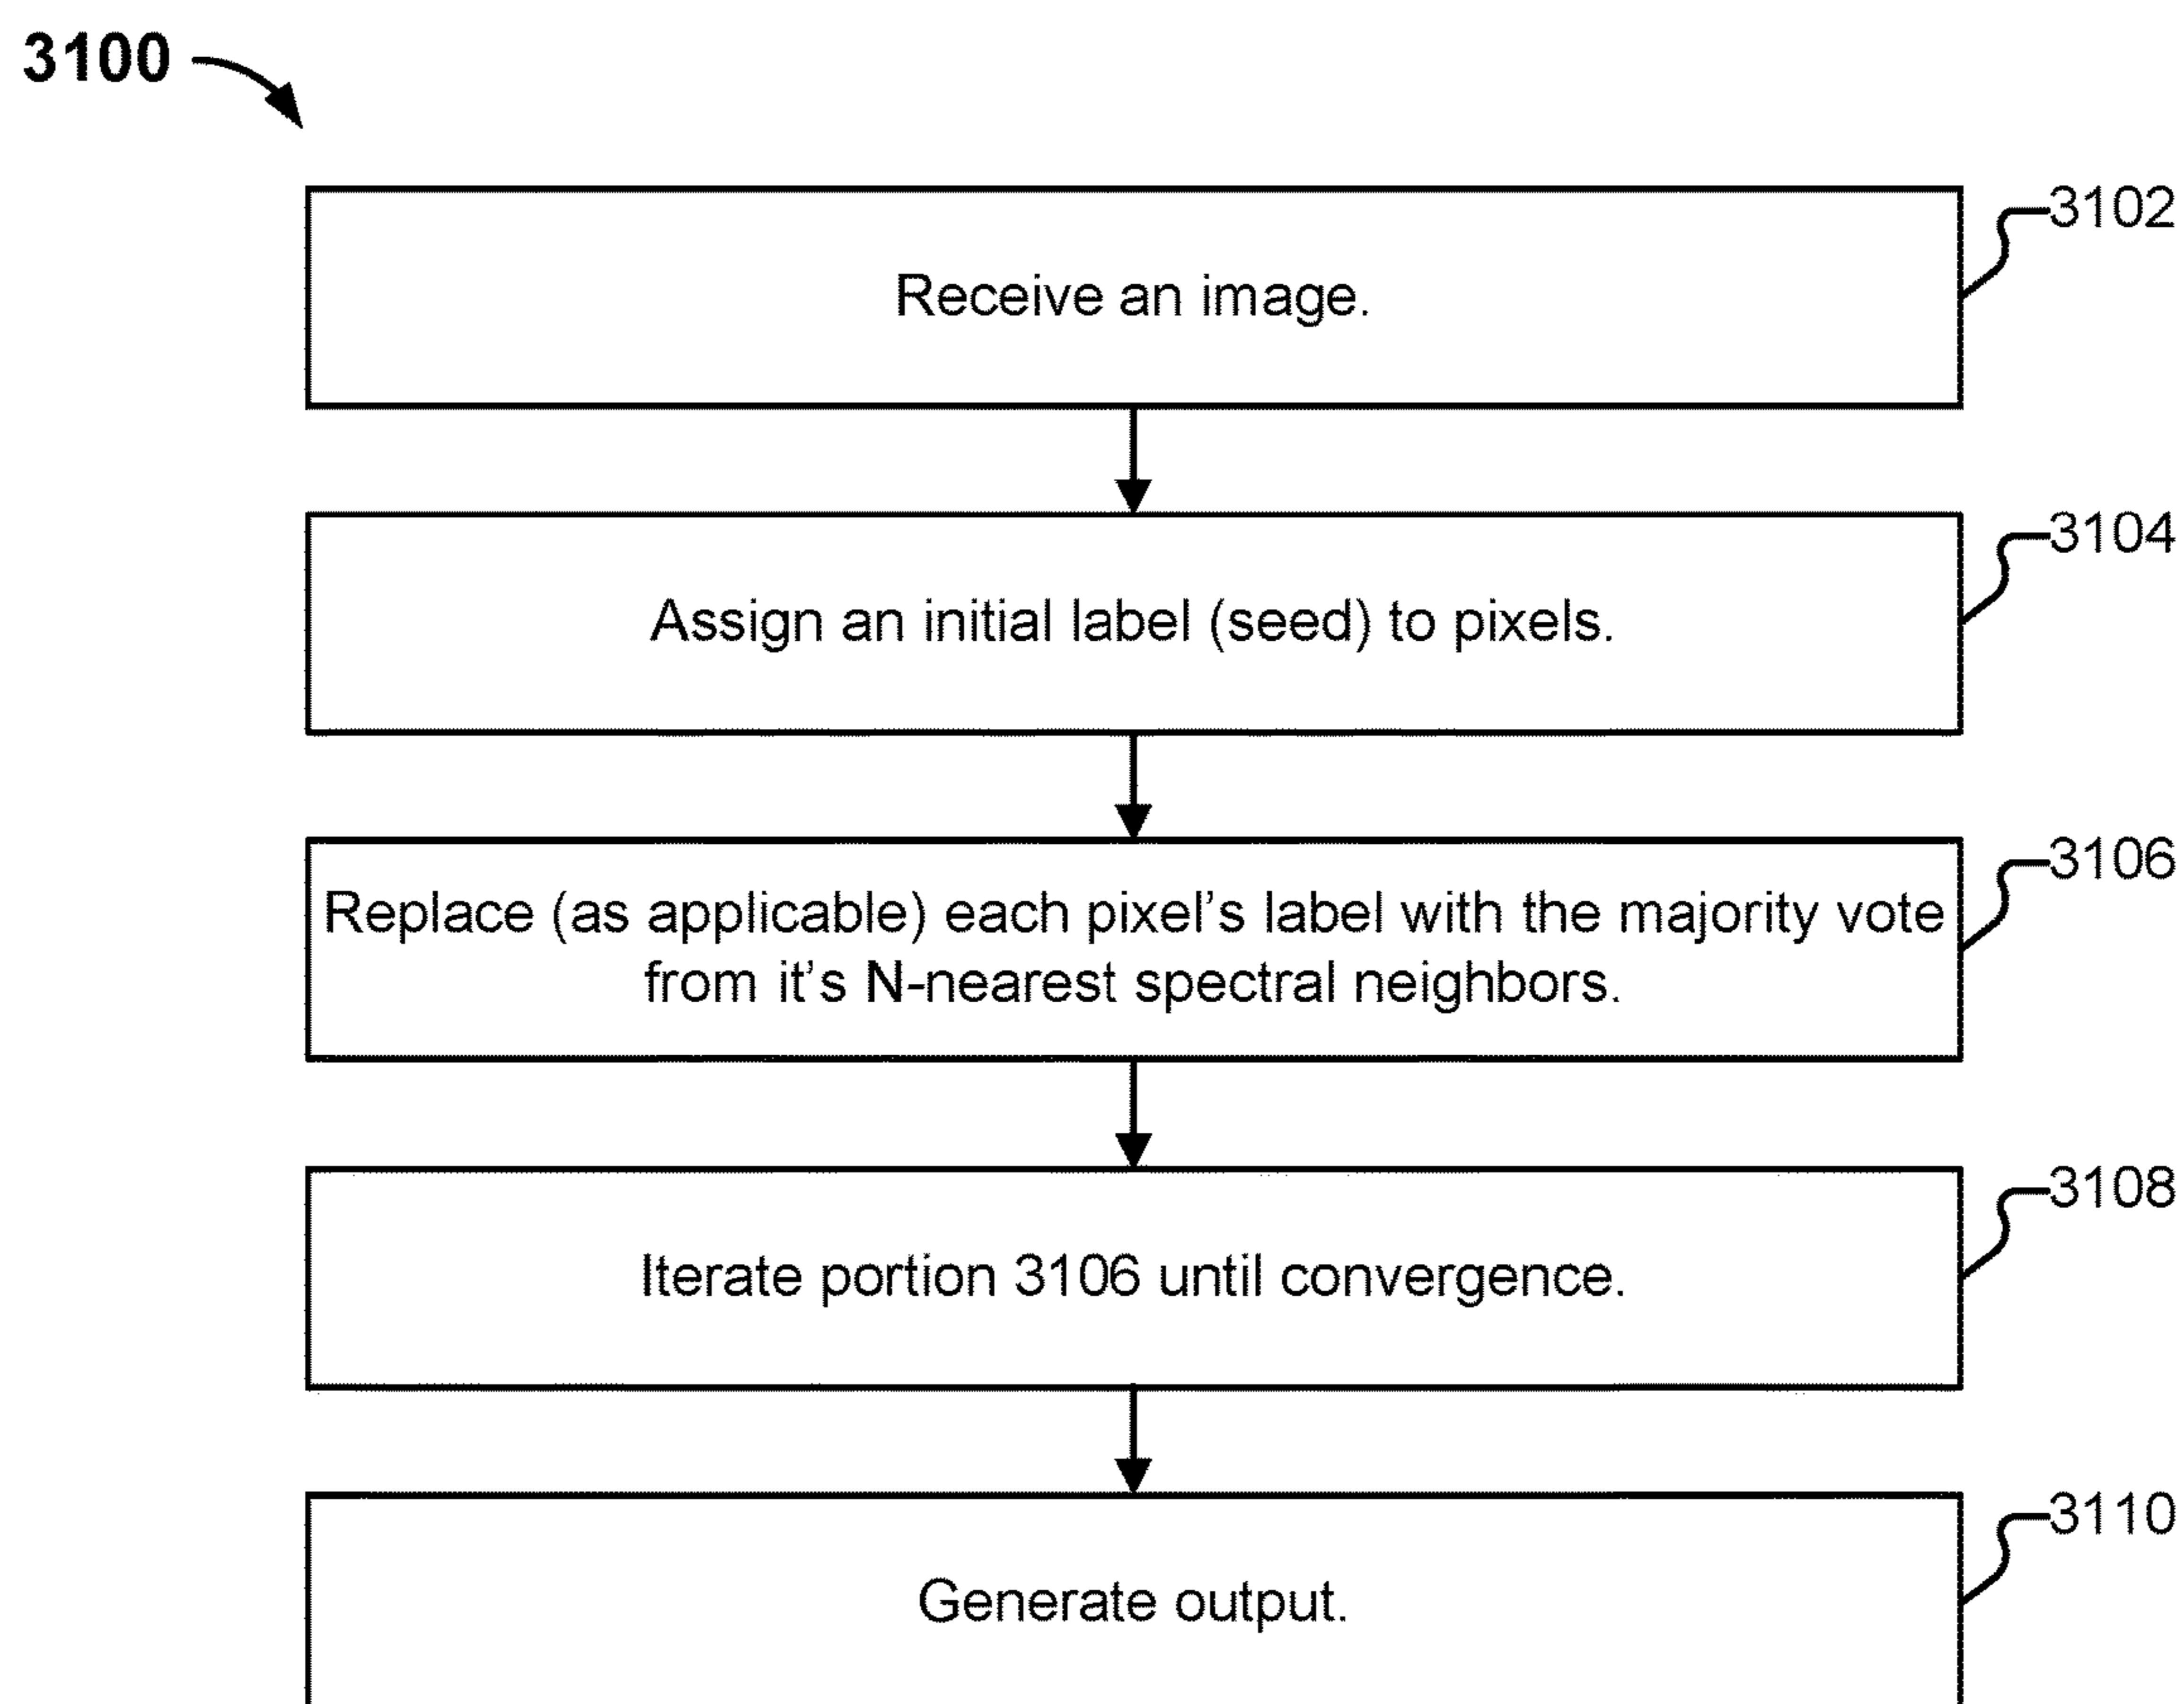 3100
3102
Receive an image.
3104
Assign an initial label (seed) to pixels.
3106
Replace (as applicable) each pixel's label with the majority vote
from it's N-nearest spectral neighbors.
3108
Iterate portion 3106 until convergence.
3110
Generate output.